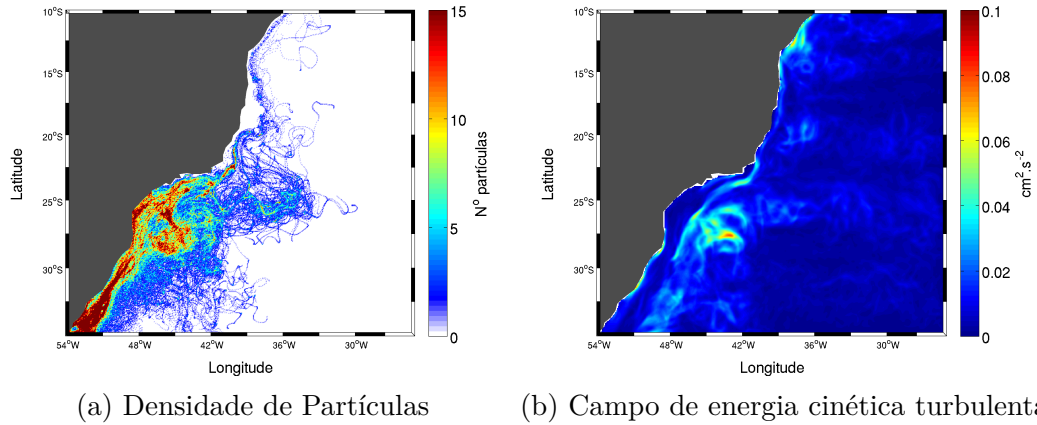 10°S
15°S
20°S
25°S
30°S
Latitude
54°W 48°W 42°W 36°W 30°W
Longitude
15
10
5
0
Nº partículas
(a) Densidade de Partículas
10°S
15°S
20°S
25°S
30°S
Latitude
54°W 48°W 42°W 36°W 30°W
Longitude
0.1
0.08
0.06
0.04
0.02
0
cm².s⁻²
(b) Campo de energia cinética turbulenta